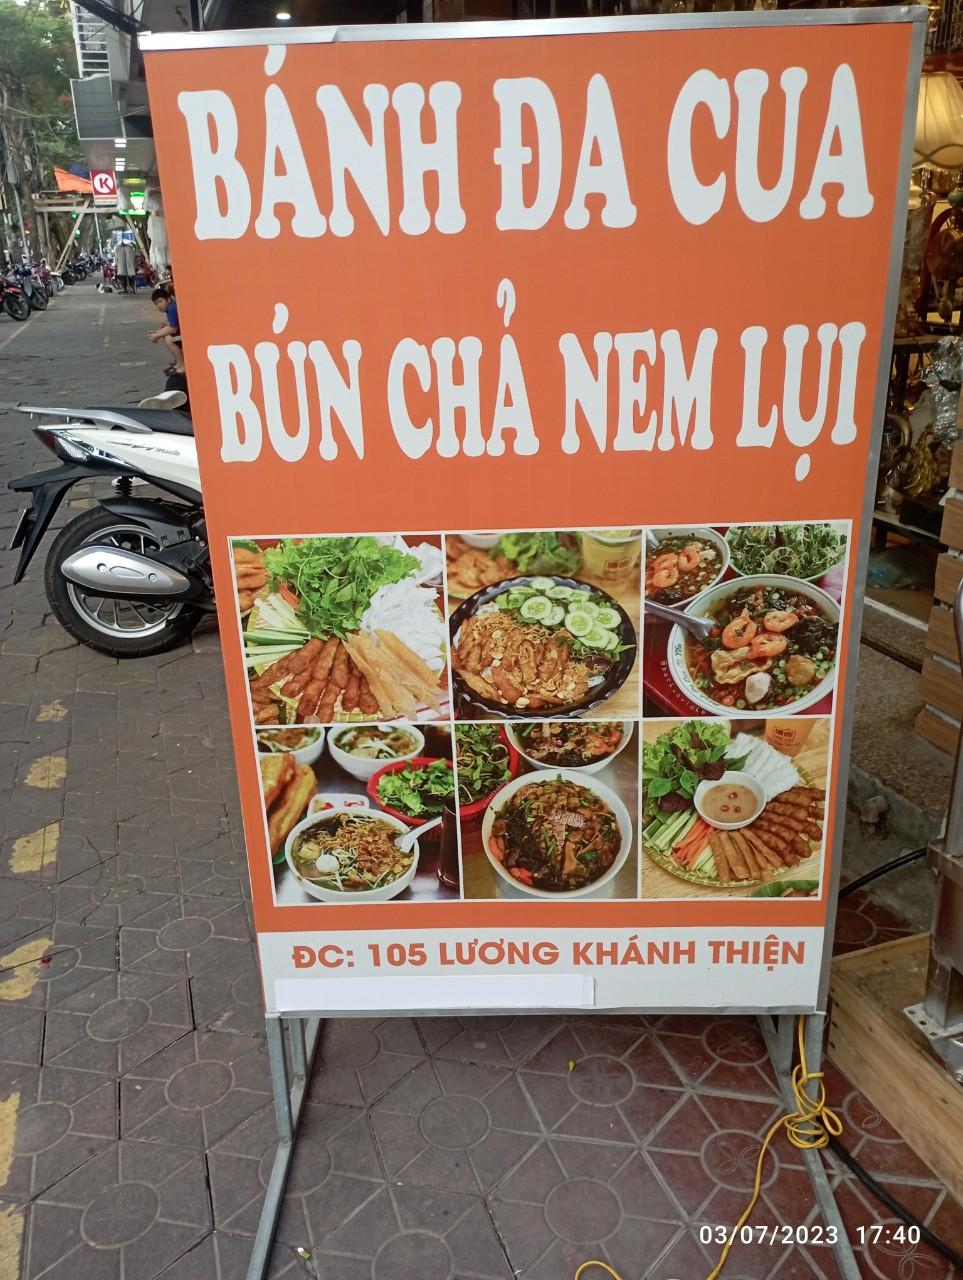 BÁNH ĐA CUA
BÚN CHẢ NEM LỤI
ĐC: 105 LƯƠNG KHÁNH THIỆN
K
03/07/2023 17:40